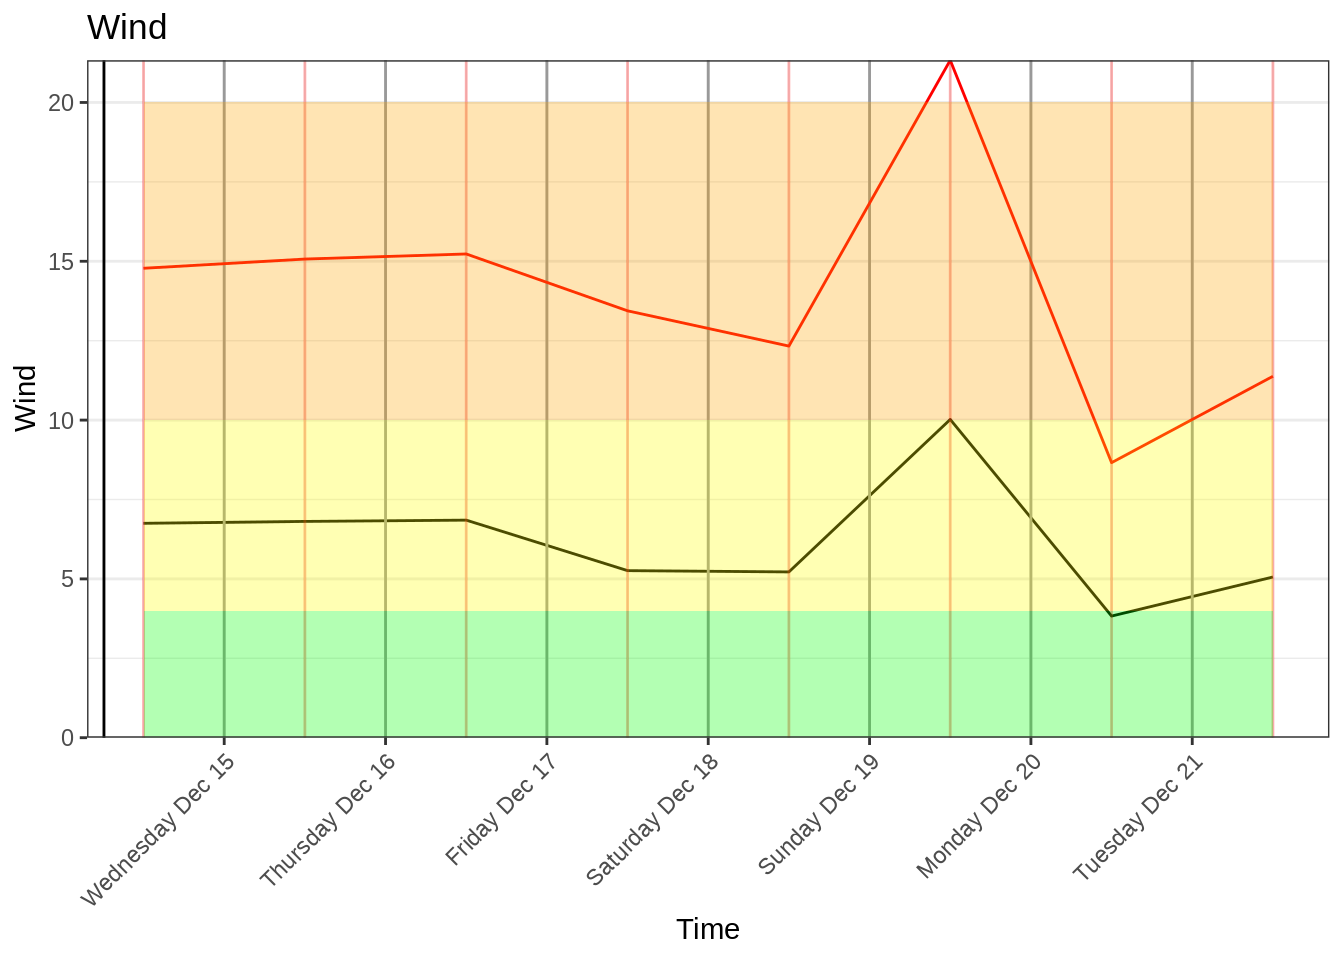 Wind
Wind
20
15
10
5
0
Wednesday Dec 15
Thursday Dec 16
Friday Dec 17
Saturday Dec 18
Sunday Dec 19
Monday Dec 20
Tuesday Dec 21
Time